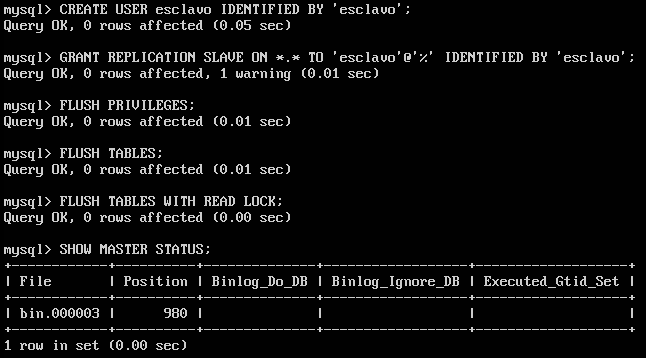 mysql> CREATE USER esclavo IDENTIFIED BY 'esclavo';
Query OK, 0 rows affected (0.05 sec)
mysql> GRANT REPLICATION SLAVE ON *.* TO 'esclavo'@'%' IDENTIFIED BY 'esclavo';
Query OK, 0 rows affected, 1 warning (0.01 sec)
mysql> FLUSH PRIVILEGES;
Query OK, 0 rows affected (0.01 sec)
mysql> FLUSH TABLES;
Query OK, 0 rows affected (0.01 sec)
mysql> FLUSH TABLES WITH READ LOCK;
Query OK, 0 rows affected (0.00 sec)
mysql> SHOW MASTER STATUS;
+------------+----------+--------------+------------------+-------------------+
| File       | Position | Binlog_Do_DB | Binlog_Ignore_DB | Executed_Gtid_Set |
+------------+----------+--------------+------------------+-------------------+
| bin.000003 |      980 |              |                  |                   |
+------------+----------+--------------+------------------+-------------------+
1 row in set (0.00 sec)